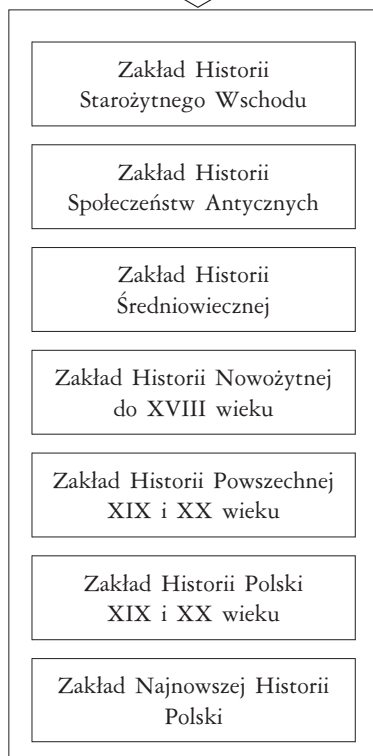 Zakład Historii
Starożytnego Wschodu
Zakład Historii
Społeczeństw Antycznych
Zakład Historii
Średniowiecznej
Zakład Historii Nowożytnej
do XVIII wieku
Zakład Historii Powszechnej
XIX i XX wieku
Zakład Historii Polski
XIX i XX wieku
Zakład Najnowszej Historii
Polski